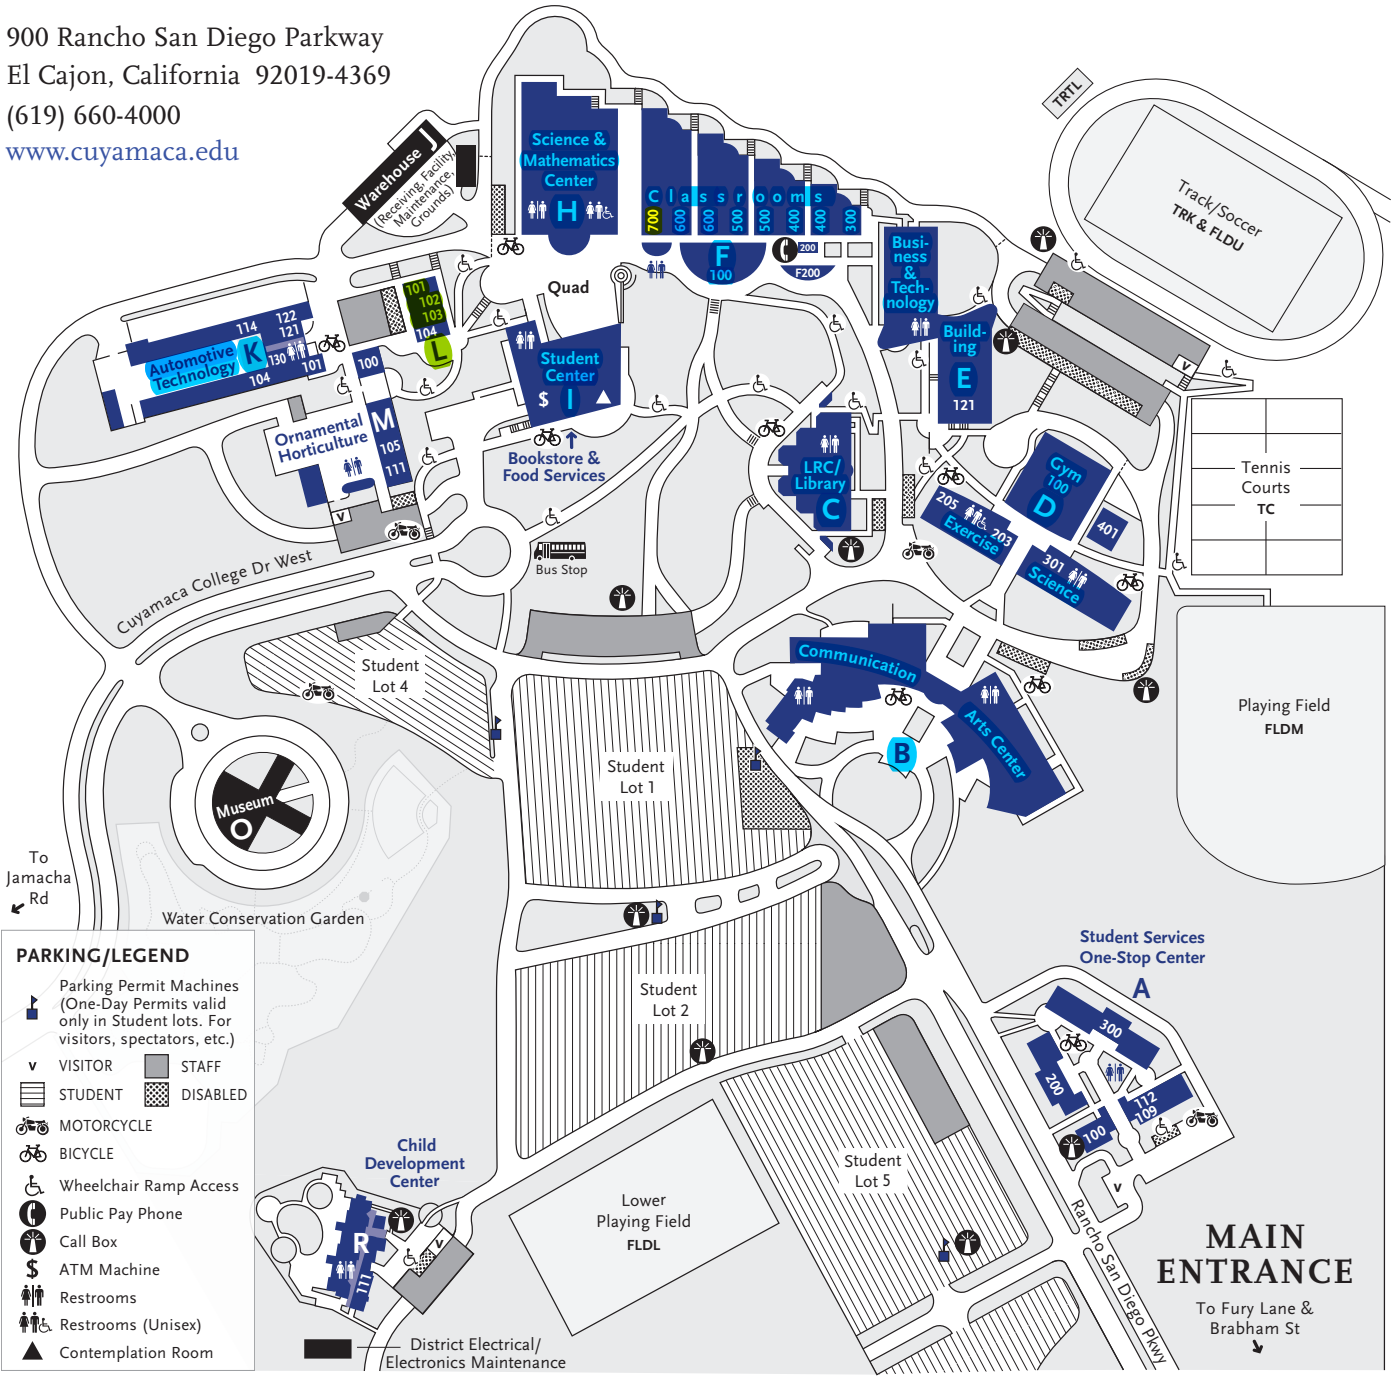 900 Rancho San Diego Parkway
El Cajon, California 92019-4369
(619) 660-4000
www.cuyamaca.edu
TRTL
Warehouse J
(Receiving, Facility,
Maintenance,
Grounds)
Science &
Mathematics
Center
H
Classrooms
700
600
600
500
500
400
400
300
F
100
200
F200
Track/Soccer
TRK & FLDU
Busi-
ness
&
Tech-
nology
Build-
ing
E
121
Quad
101
102
103
104
L
114
122
121
Automotive
Technology
K
130
101
104
100
Student
Center
I
$
Ornamental
Horticulture
M
105
111
V
Bookstore &
Food Services
LRC/
Library
C
Gym
100
D
401
205
203
Exercise
301
Science
V
Tennis
Courts
TC
Bus Stop
Cuyamaca College Dr West
Student
Lot 4
Communication
Arts Center
B
Playing Field
FLDM
Student
Lot 1
Museum
O
To
Jamacha
Rd
Water Conservation Garden
Student
Lot 2
Student Services
One-Stop Center
A
300
200
112
109
100
V
PARKING/LEGEND
Parking Permit Machines
(One-Day Permits valid
only in Student lots. For
visitors, spectators, etc.)
V VISITOR
STAFF
STUDENT
DISABLED
MOTORCYCLE
BICYCLE
Wheelchair Ramp Access
Public Pay Phone
Call Box
$ ATM Machine
Restrooms
Restrooms (Unisex)
Contemplation Room
Child
Development
Center
R
111
V
Lower
Playing Field
FLDL
Student
Lot 5
Rancho San Diego Pkwy
MAIN
ENTRANCE
To Fury Lane &
Brabham St
District Electrical/
Electronics Maintenance